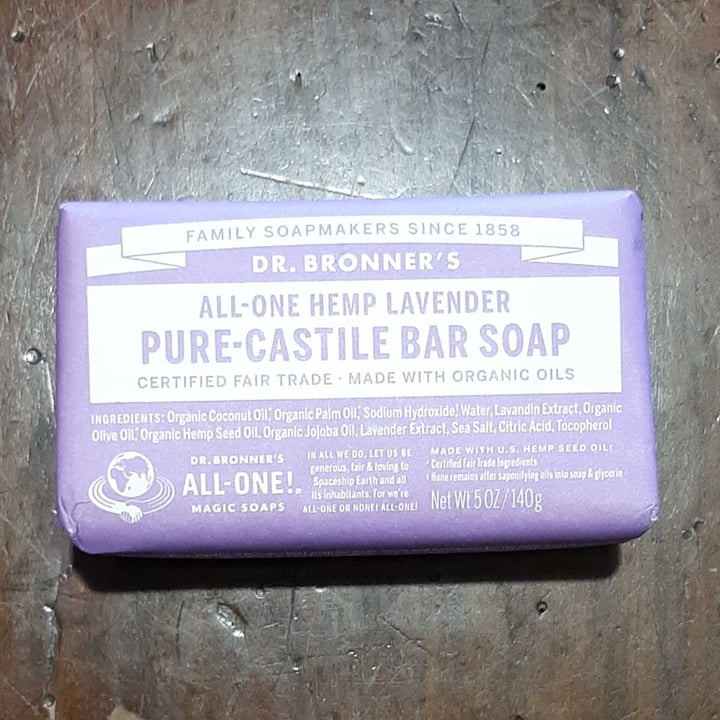 FAMILY SOAPMAKERS SINCE 1858
DR. BRONNER'S
ALL-ONE HEMP LAVENDER
PURE-CASTILE BAR SOAP
CERTIFIED FAIR TRADE · MADE WITH ORGANIC OILS
INGREDIENTS: Organic Coconut Oil,* Organic Palm Oil,* Sodium Hydroxide,† Water, Lavandin Extract, Organic
Olive Oil,* Organic Hemp Seed Oil, Organic Jojoba Oil, Lavender Extract, Sea Salt, Citric Acid, Tocopherol
DR. BRONNER'S
ALL-ONE!®
MAGIC SOAPS
IN ALL WE DO, LET US BE
generous, fair & loving to
Spaceship Earth and all
its inhabitants. For we're
ALL-ONE OR NONE! ALL-ONE!
MADE WITH U.S. HEMP SEED OIL!
* Certified Fair Trade Ingredients
† None remains after saponifying oils into soap & glycerin
Net Wt 5 OZ / 140g